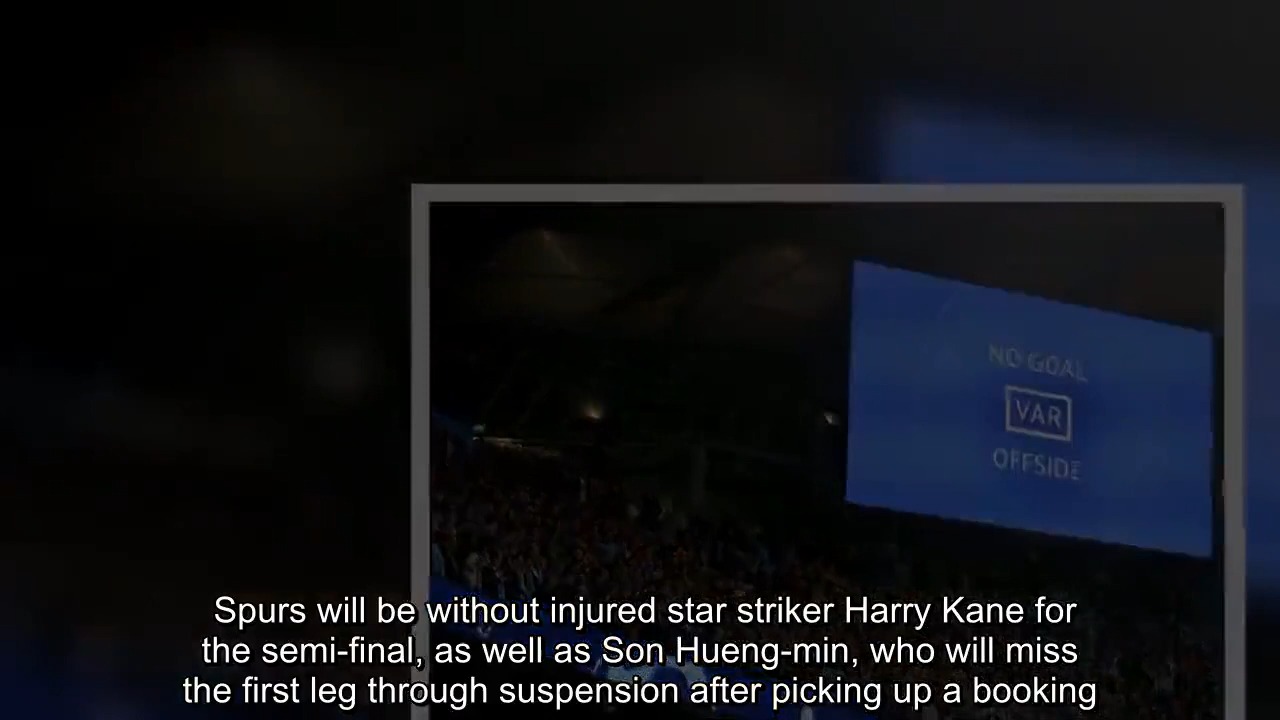 NO GOAL
VAR
OFFSIDE
Spurs will be without injured star striker Harry Kane for
the semi-final, as well as Son Hueng-min, who will miss
the first leg through suspension after picking up a booking